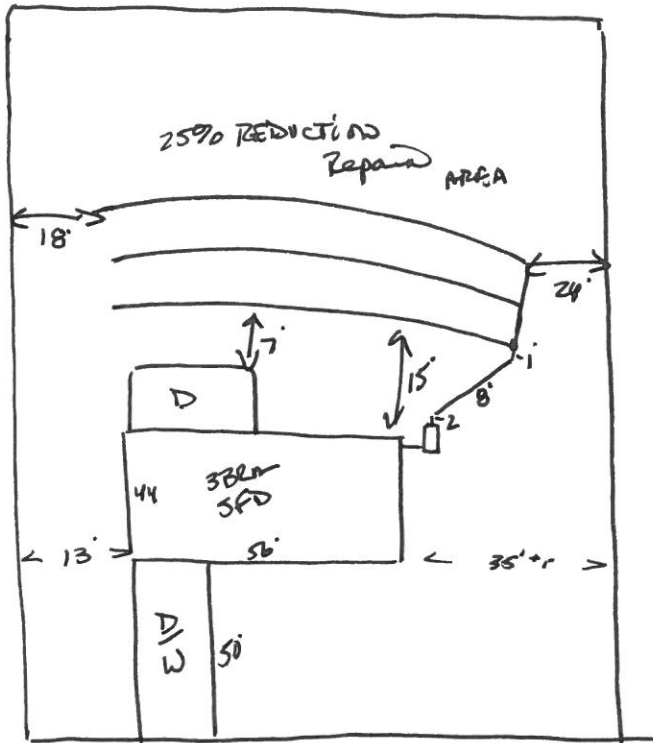 25% REDUCTION
Repair AREA
18'
24'
7'
15'
-1'
8'
-2
D
44
3BRM
SFD
13'
56'
35'+r
D/W
50'